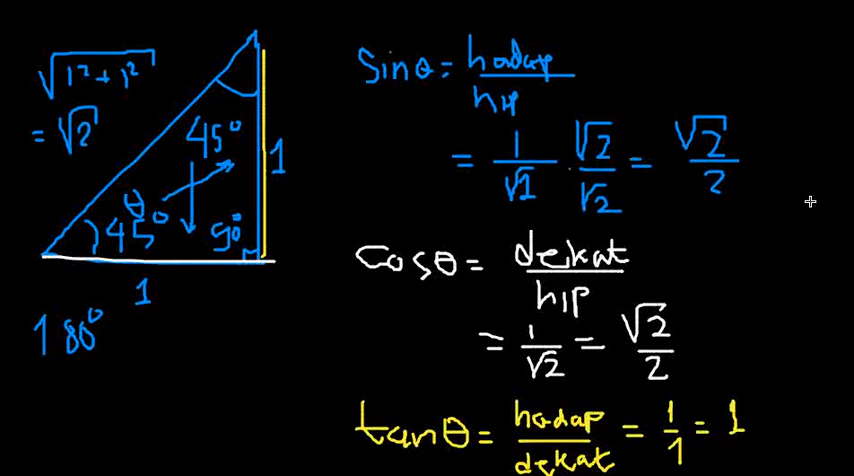 √(1² + 1²)
= √2
45°
1
θ
45°
90°
1
180°
sinθ = hadap/hip
= 1/√2 · √2/√2 = √2/2
cosθ = dekat/hip
= 1/√2 = √2/2
tanθ = hadap/dekat = 1/1 = 1